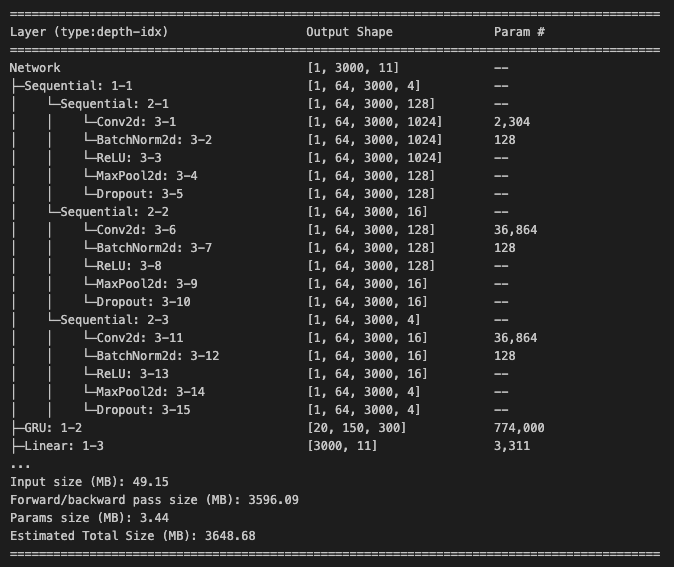 ==========================================================================================
Layer (type:depth-idx)                   Output Shape              Param #
==========================================================================================
Network                                  [1, 3000, 11]             --
├─Sequential: 1-1                        [1, 64, 3000, 4]          --
│    └─Sequential: 2-1                   [1, 64, 3000, 128]        --
│    │    └─Conv2d: 3-1                  [1, 64, 3000, 1024]       2,304
│    │    └─BatchNorm2d: 3-2             [1, 64, 3000, 1024]       128
│    │    └─ReLU: 3-3                    [1, 64, 3000, 1024]       --
│    │    └─MaxPool2d: 3-4               [1, 64, 3000, 128]        --
│    │    └─Dropout: 3-5                 [1, 64, 3000, 128]        --
│    └─Sequential: 2-2                   [1, 64, 3000, 16]         --
│    │    └─Conv2d: 3-6                  [1, 64, 3000, 128]        36,864
│    │    └─BatchNorm2d: 3-7             [1, 64, 3000, 128]        128
│    │    └─ReLU: 3-8                    [1, 64, 3000, 128]        --
│    │    └─MaxPool2d: 3-9               [1, 64, 3000, 16]         --
│    │    └─Dropout: 3-10                [1, 64, 3000, 16]         --
│    └─Sequential: 2-3                   [1, 64, 3000, 4]          --
│    │    └─Conv2d: 3-11                 [1, 64, 3000, 16]         36,864
│    │    └─BatchNorm2d: 3-12            [1, 64, 3000, 16]         128
│    │    └─ReLU: 3-13                   [1, 64, 3000, 16]         --
│    │    └─MaxPool2d: 3-14              [1, 64, 3000, 4]          --
│    │    └─Dropout: 3-15                [1, 64, 3000, 4]          --
├─GRU: 1-2                               [20, 150, 300]            774,000
├─Linear: 1-3                            [3000, 11]                3,311
...
Input size (MB): 49.15
Forward/backward pass size (MB): 3596.09
Params size (MB): 3.44
Estimated Total Size (MB): 3648.68
==========================================================================================